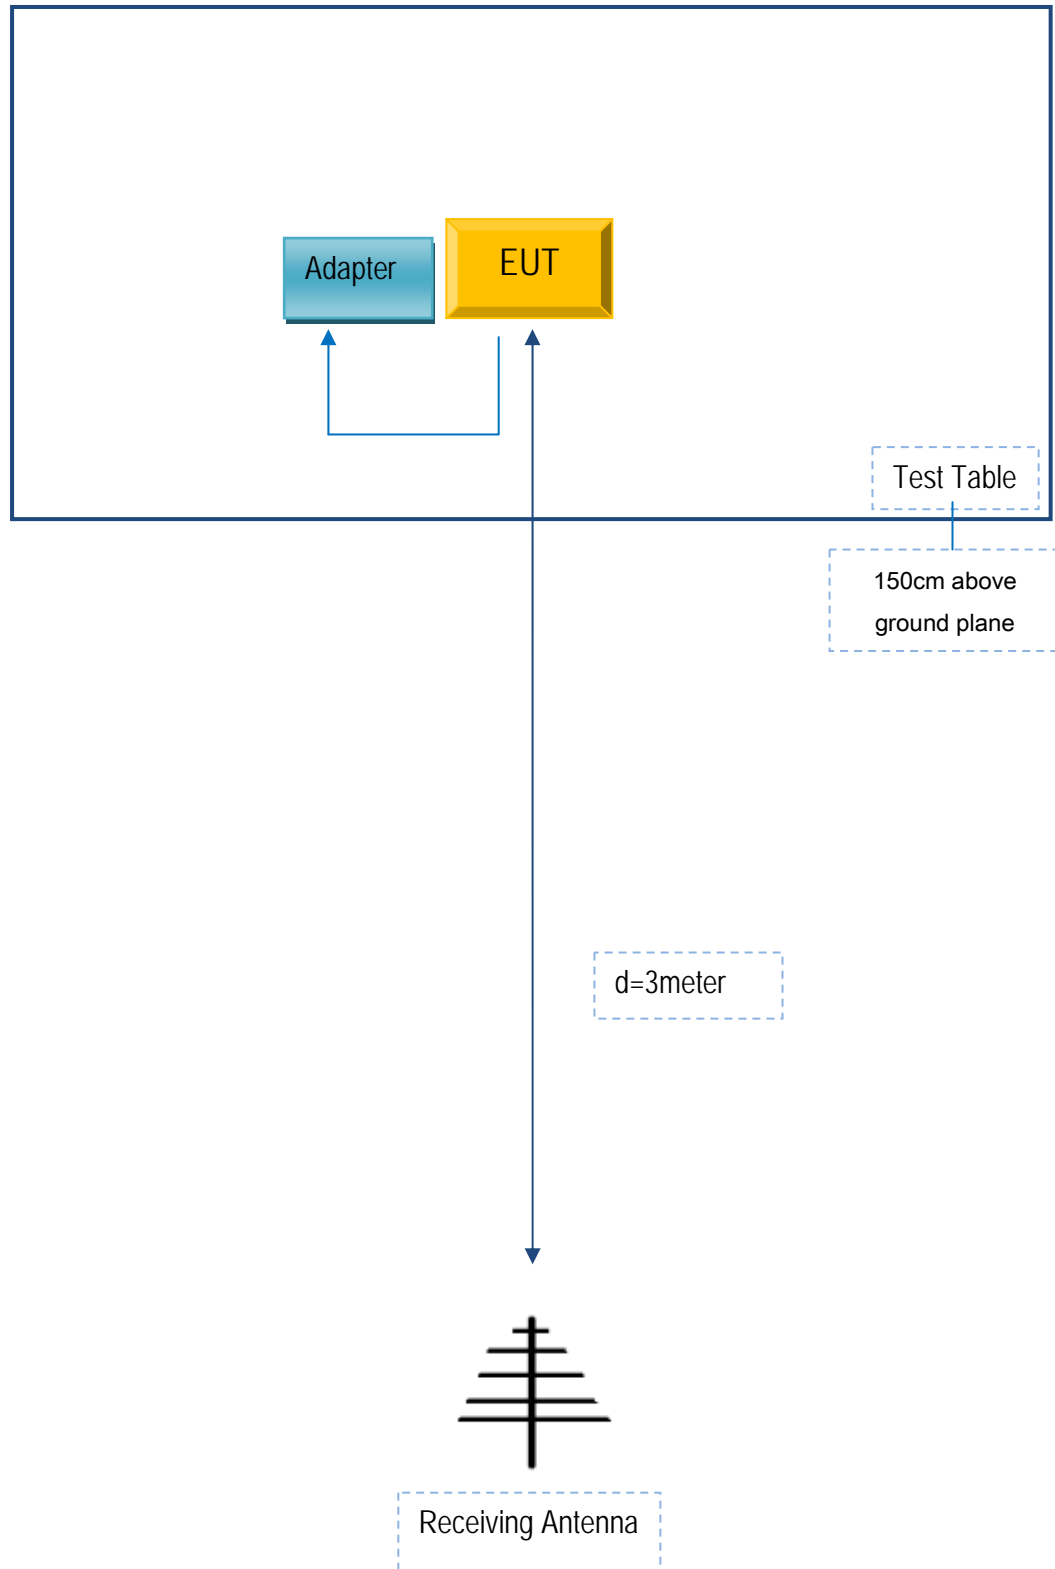 Adapter
EUT
Test Table
150cm above
ground plane
d=3meter
Receiving Antenna